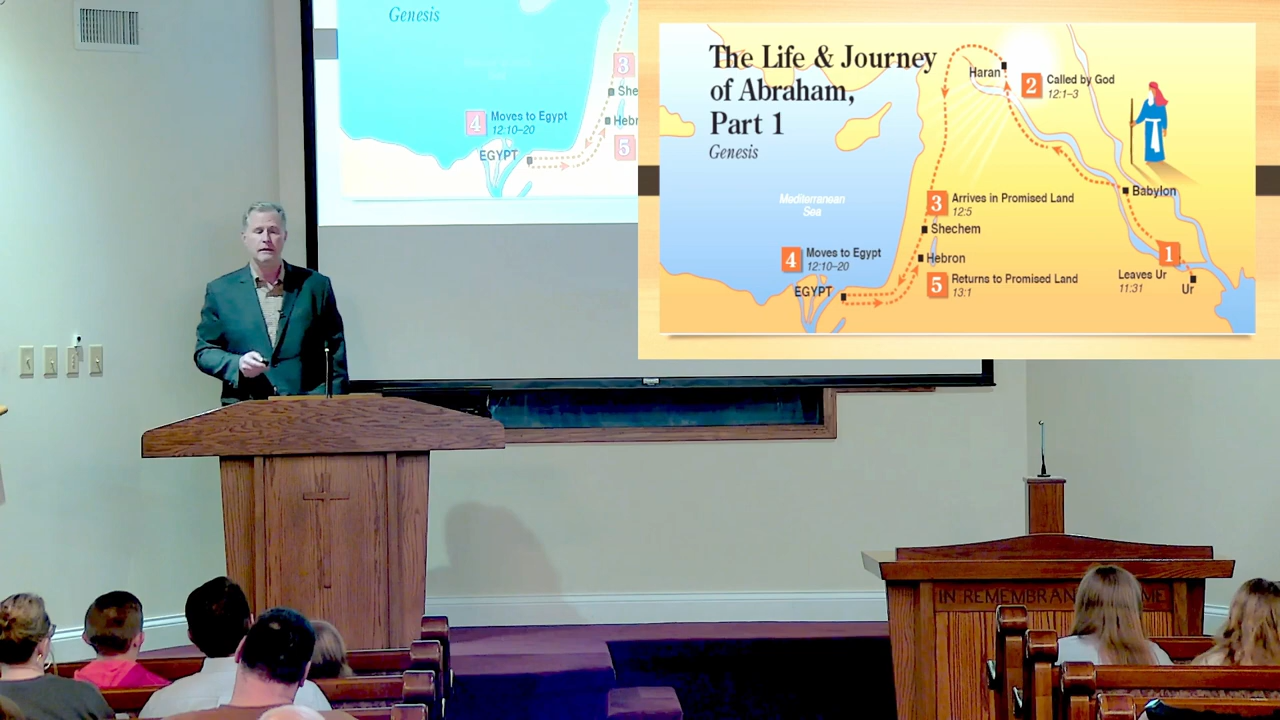 Genesis
3
She
4 Moves to Egypt
12:10–20
Hebr
EGYPT
5
The Life & Journey
of Abraham,
Part 1
Genesis
Haran
2 Called by God
12:1–3
Babylon
Mediterranean
Sea
3 Arrives in Promised Land
12:5
Shechem
4 Moves to Egypt
12:10–20
Hebron
EGYPT
5 Returns to Promised Land
13:1
1
Leaves Ur
11:31
Ur
IN REMEMBRAN ME